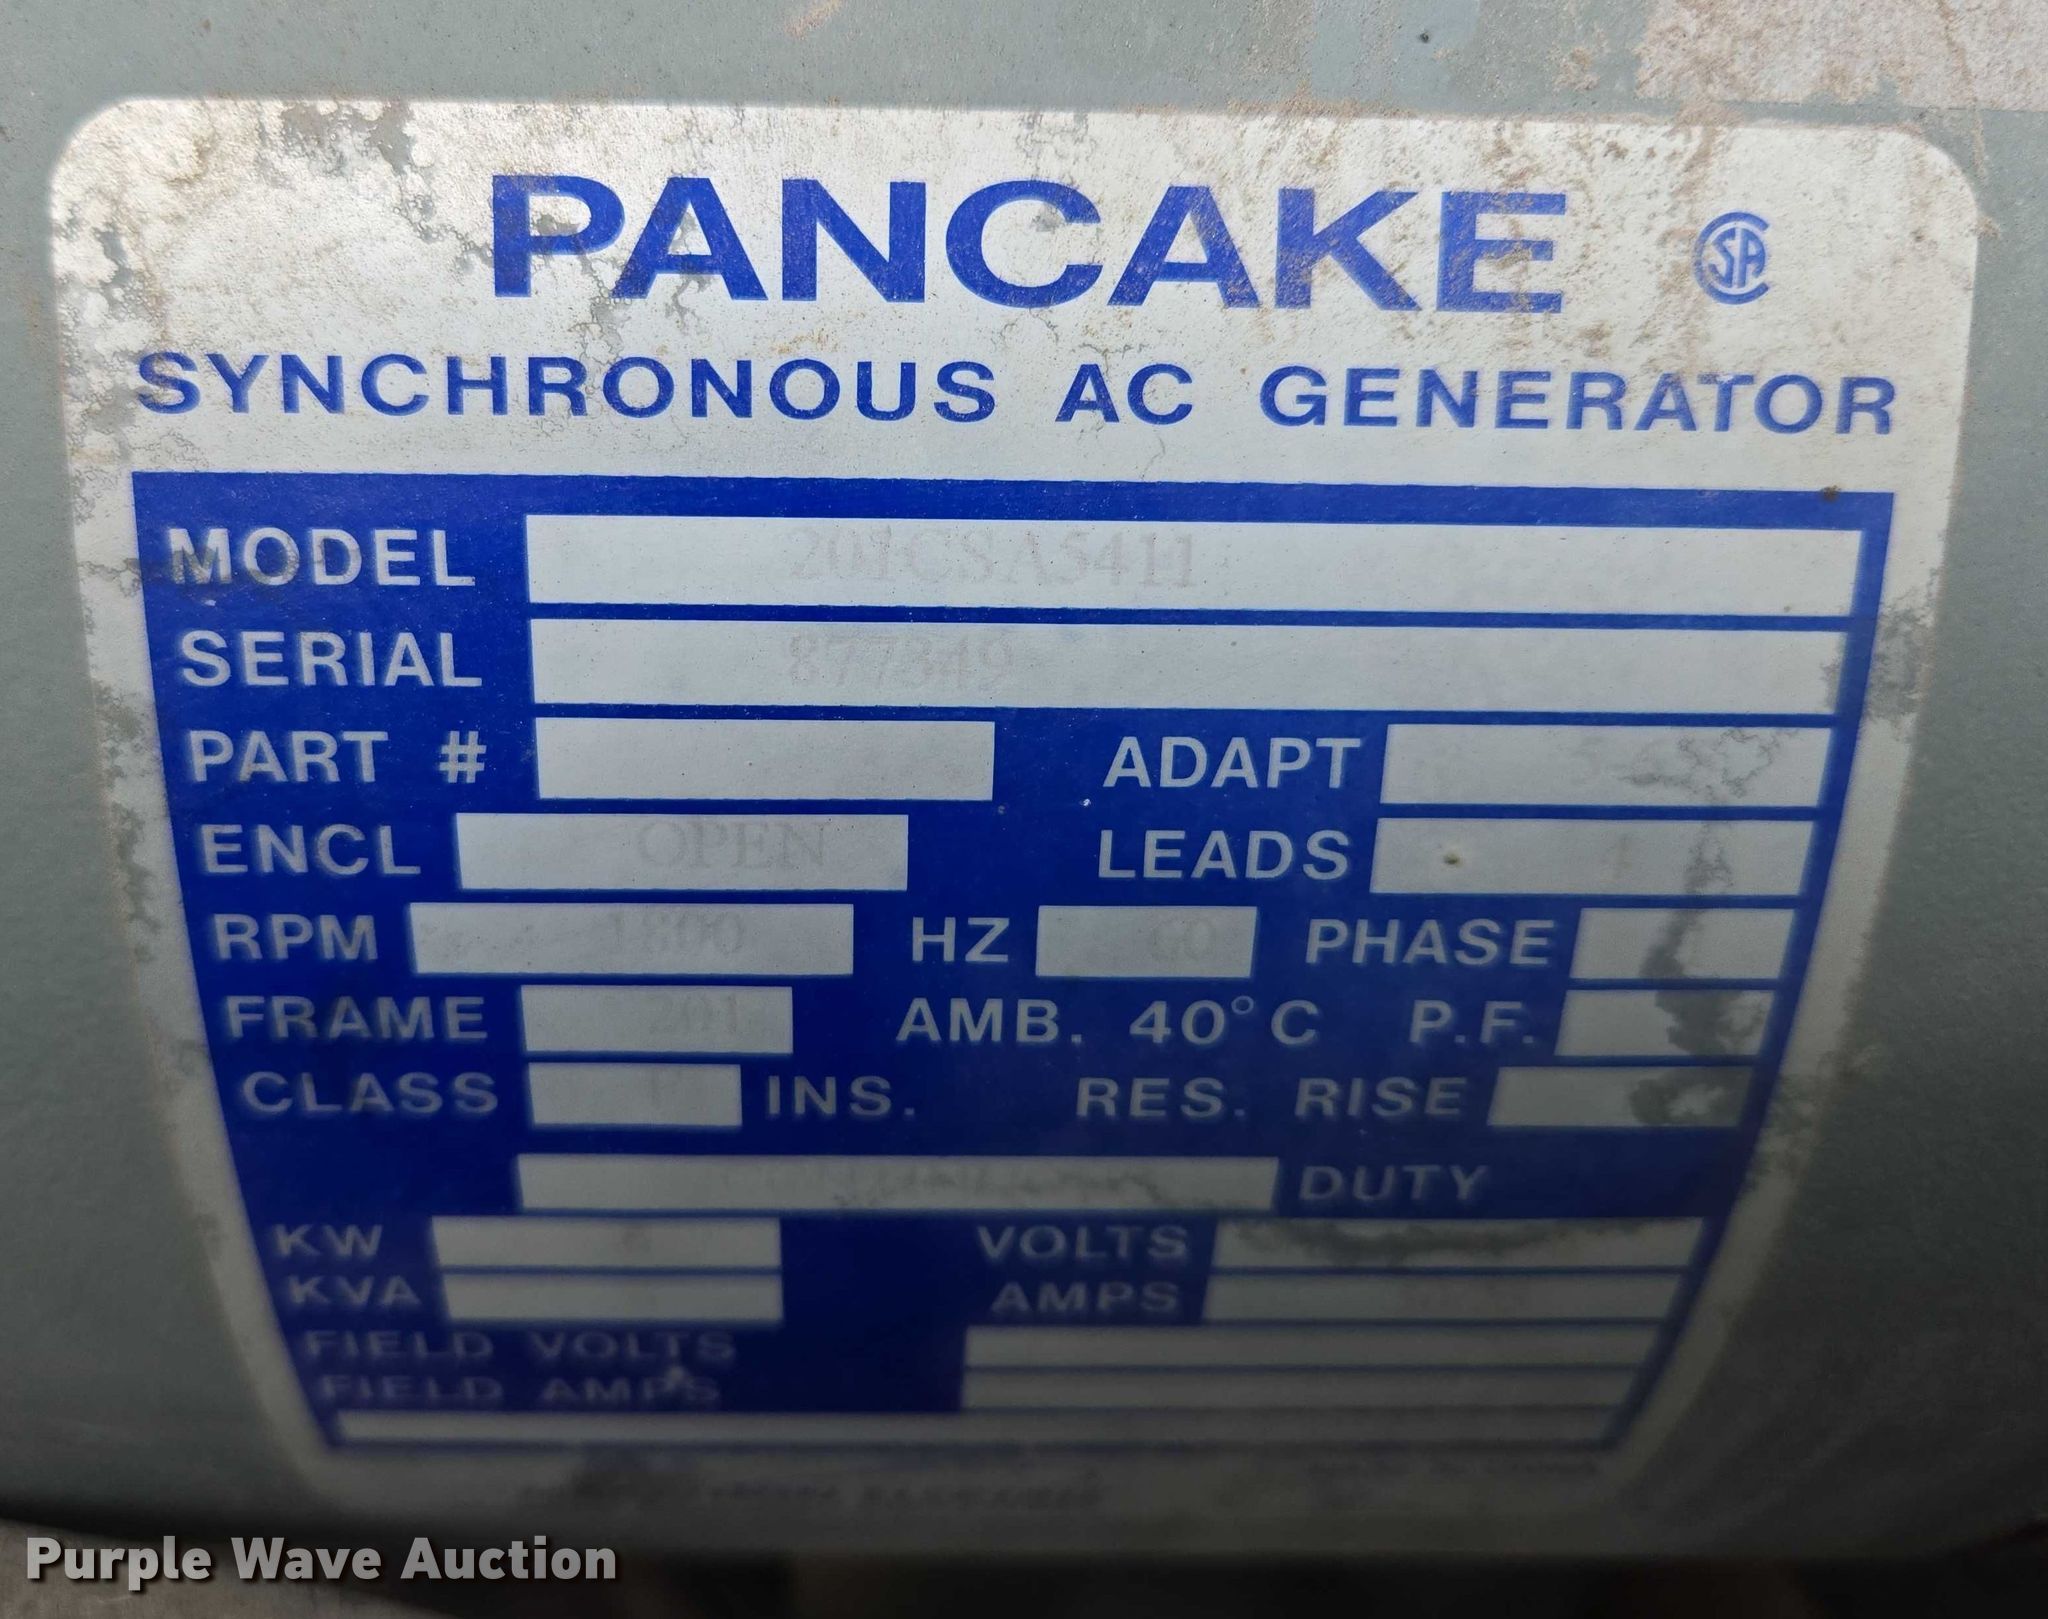 PANCAKE CSA
SYNCHRONOUS AC GENERATOR
MODEL 201CSA5411
SERIAL 877349
PART # ADAPT
ENCL OPEN LEADS 4
RPM 1800 HZ 60 PHASE
FRAME 201 AMB. 40°C P.F.
CLASS F INS. RES. RISE
DUTY
KW VOLTS
KVA AMPS
FIELD VOLTS
FIELD AMPS
Purple Wave Auction